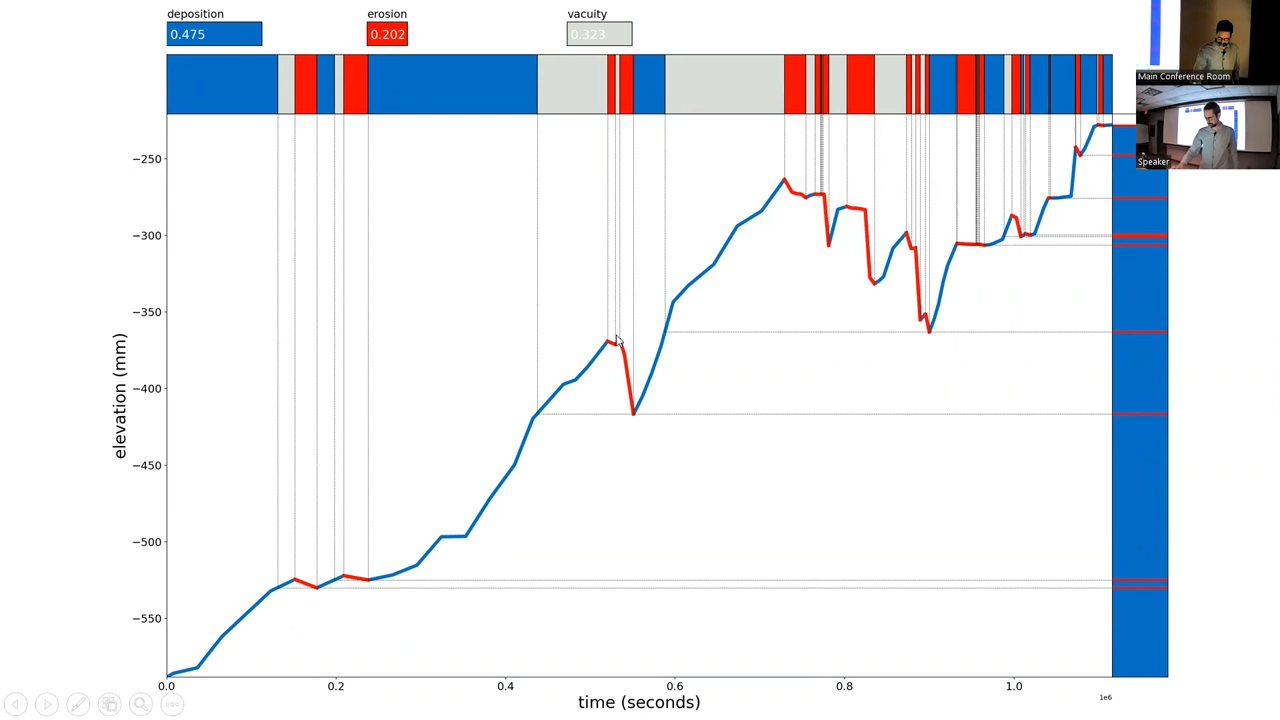 deposition erosion vacuity
0.475 0.202 0.323
Main Conference Room
Speaker
−250
−300
−350
−400
−450
−500
−550
elevation (mm)
0.0 0.2 0.4 0.6 0.8 1.0
1e6
time (seconds)